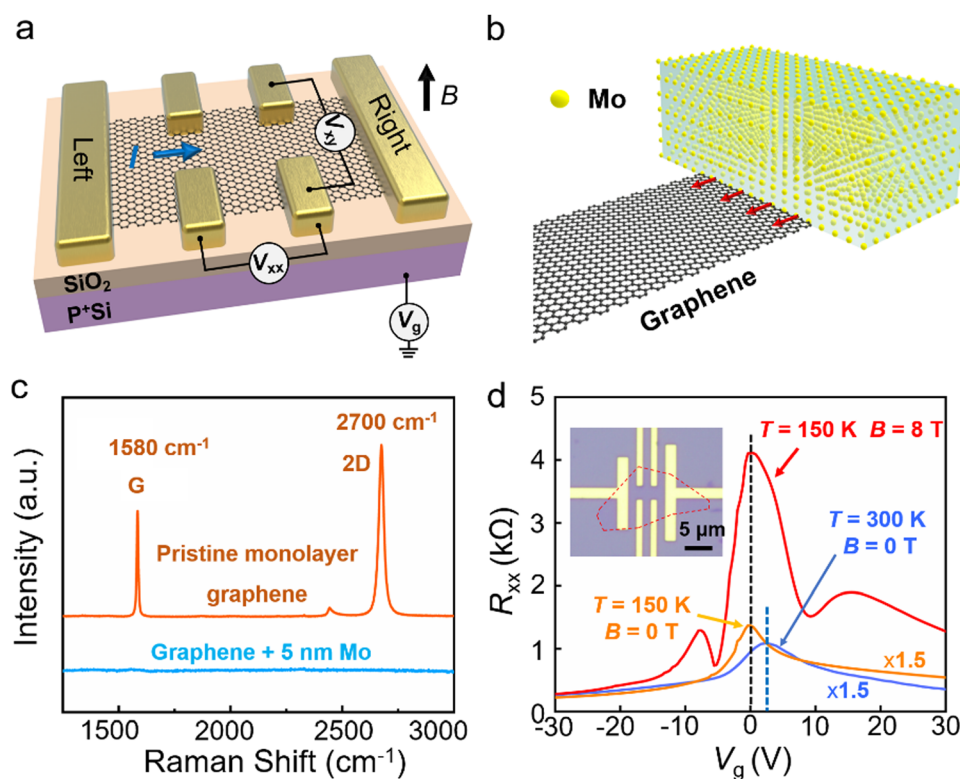 a
Left
Right
I
B
Vxy
Vxx
SiO₂
P⁺Si
Vg
b
Mo
Graphene
c
Intensity (a.u.)
1580 cm⁻¹
G
2700 cm⁻¹
2D
Pristine monolayer
graphene
Graphene + 5 nm Mo
1500 2000 2500 3000
Raman Shift (cm⁻¹)
d
Rxx (kΩ)
5
4
3
2
1
0
T = 150 K B = 8 T
T = 300 K
B = 0 T
5 μm
T = 150 K
B = 0 T
x1.5
x1.5
-30 -20 -10 0 10 20 30
Vg (V)